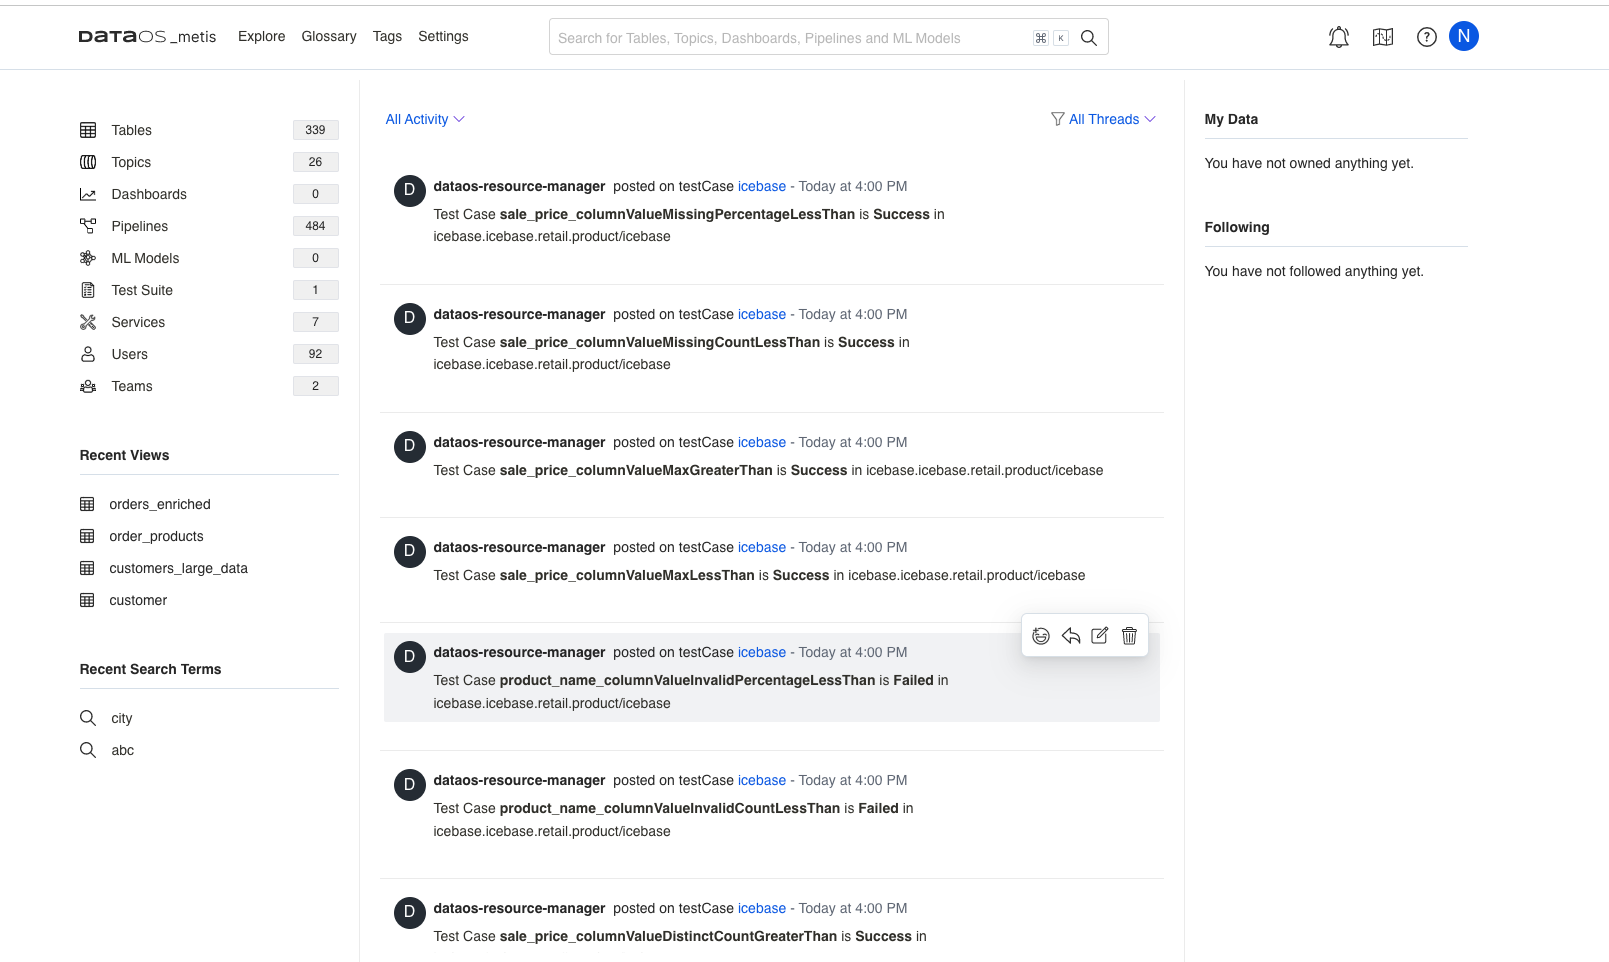 DATAOS _metis Explore Glossary Tags Settings Search for Tables, Topics, Dashboards, Pipelines and ML Models ⌘ K ? N
Tables 339
Topics 26
Dashboards 0
Pipelines 484
ML Models 0
Test Suite 1
Services 7
Users 92
Teams 2
Recent Views
orders_enriched
order_products
customers_large_data
customer
Recent Search Terms
city
abc
All Activity All Threads
D dataos-resource-manager posted on testCase icebase - Today at 4:00 PM
Test Case sale_price_columnValueMissingPercentageLessThan is Success in
icebase.icebase.retail.product/icebase
D dataos-resource-manager posted on testCase icebase - Today at 4:00 PM
Test Case sale_price_columnValueMissingCountLessThan is Success in
icebase.icebase.retail.product/icebase
D dataos-resource-manager posted on testCase icebase - Today at 4:00 PM
Test Case sale_price_columnValueMaxGreaterThan is Success in icebase.icebase.retail.product/icebase
D dataos-resource-manager posted on testCase icebase - Today at 4:00 PM
Test Case sale_price_columnValueMaxLessThan is Success in icebase.icebase.retail.product/icebase
D dataos-resource-manager posted on testCase icebase - Today at 4:00 PM
Test Case product_name_columnValueInvalidPercentageLessThan is Failed in
icebase.icebase.retail.product/icebase
D dataos-resource-manager posted on testCase icebase - Today at 4:00 PM
Test Case product_name_columnValueInvalidCountLessThan is Failed in
icebase.icebase.retail.product/icebase
D dataos-resource-manager posted on testCase icebase - Today at 4:00 PM
Test Case sale_price_columnValueDistinctCountGreaterThan is Success in
My Data
You have not owned anything yet.
Following
You have not followed anything yet.